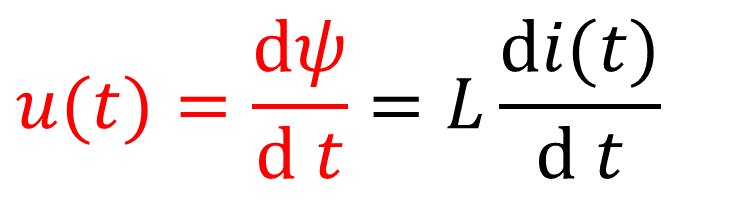 u(t) = dψ/d t = L di(t)/d t